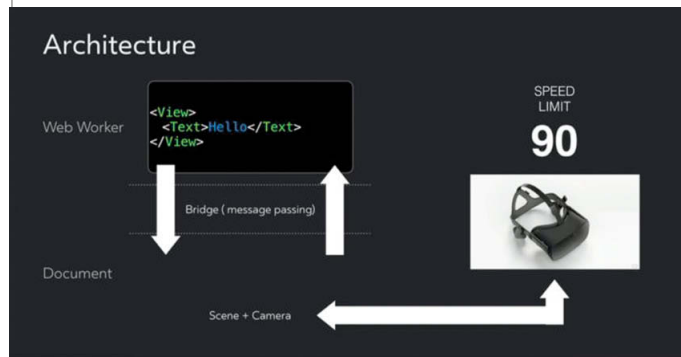 Architecture
Web Worker
<View>
<Text>Hello</Text>
</View>
Bridge ( message passing)
Document
Scene + Camera
SPEED
LIMIT
90